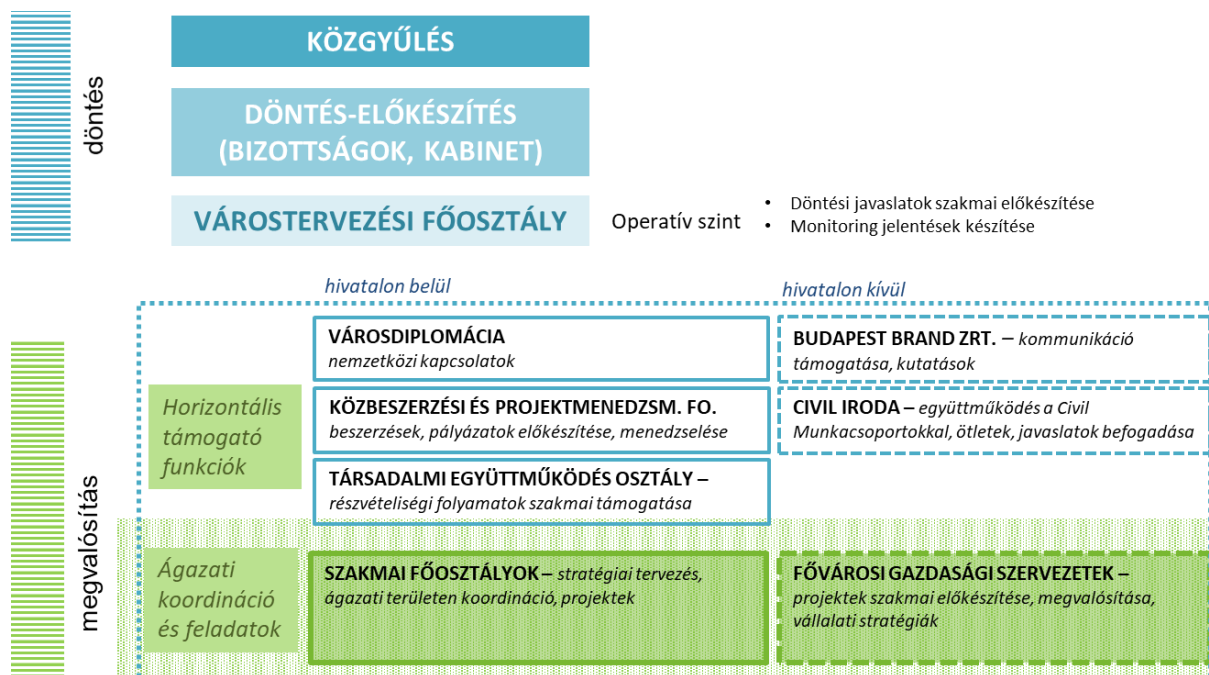 döntés
KÖZGYŰLÉS
DÖNTÉS-ELŐKÉSZÍTÉS
(BIZOTTSÁGOK, KABINET)
VÁROSTERVEZÉSI FŐOSZTÁLY
Operatív szint
• Döntési javaslatok szakmai előkészítése
• Monitoring jelentések készítése
hivatalon belül
hivatalon kívül
megvalósítás
Horizontális
támogató
funkciók
VÁROSDIPLOMÁCIA
nemzetközi kapcsolatok
KÖZBESZERZÉSI ÉS PROJEKTMENEDZSM. FO.
beszerzések, pályázatok előkészítése, menedzselése
TÁRSADALMI EGYÜTTMŰKÖDÉS OSZTÁLY –
részvételiségi folyamatok szakmai támogatása
BUDAPEST BRAND ZRT. – kommunikáció
támogatása, kutatások
CIVIL IRODA – együttműködés a Civil
Munkacsoportokkal, ötletek, javaslatok befogadása
Ágazati
koordináció
és feladatok
SZAKMAI FŐOSZTÁLYOK – stratégiai tervezés,
ágazati területen koordináció, projektek
FŐVÁROSI GAZDASÁGI SZERVEZETEK –
projektek szakmai előkészítése, megvalósítása,
vállalati stratégiák